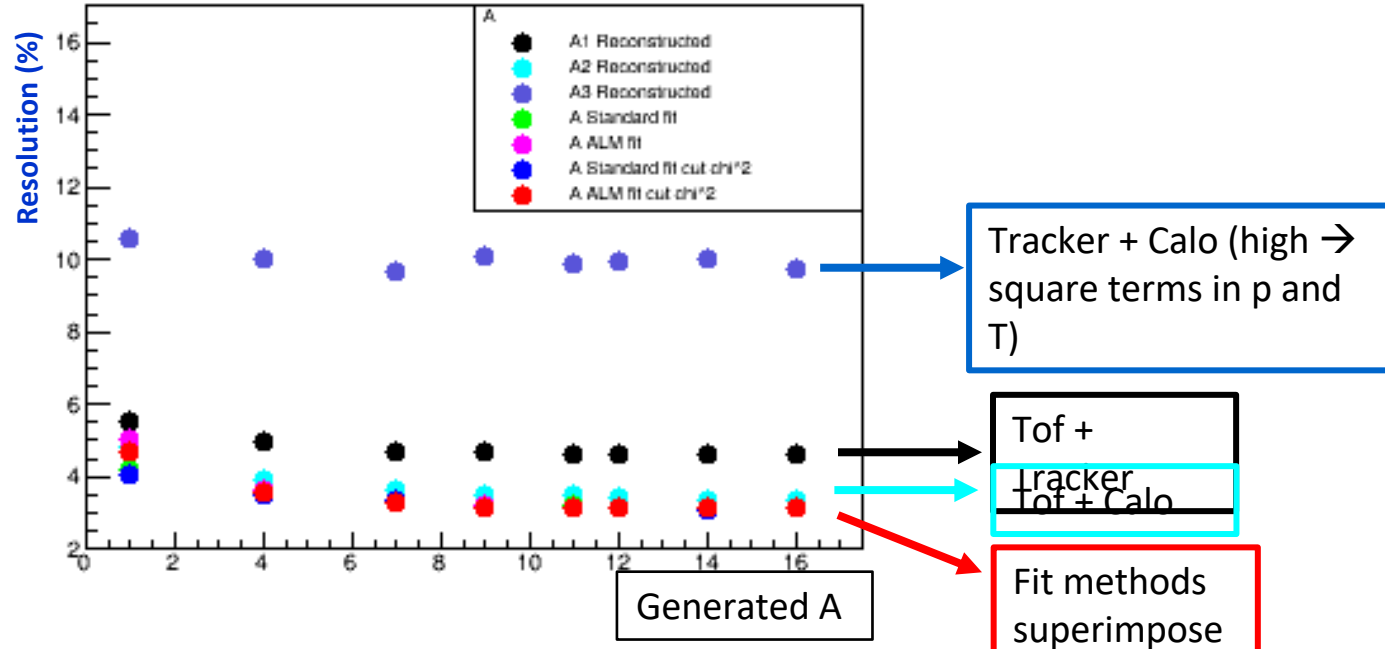 Resolution (%)
16
14
12
10
8
6
4
2
0 2 4 6 8 10 12 14 16
A
A1 Reconstructed
A2 Reconstructed
A3 Reconstructed
A Standard fit
A ALM fit
A Standard fit cut chi^2
A ALM fit cut chi^2
Generated A
Tracker + Calo (high →
square terms in p and
T)
Tof +
Tracker
Tof + Calo
Fit methods
superimpose